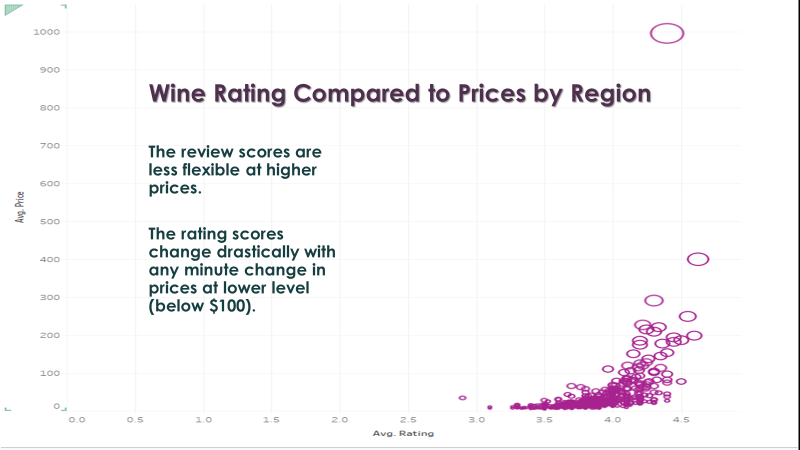 Wine Rating Compared to Prices by Region
The review scores are
less flexible at higher
prices.
The rating scores
change drastically with
any minute change in
prices at lower level
(below $100).
Avg. Price
1000
900
800
700
600
500
400
300
200
100
0
0.0 0.5 1.0 1.5 2.0 2.5 3.0 3.5 4.0 4.5
Avg. Rating